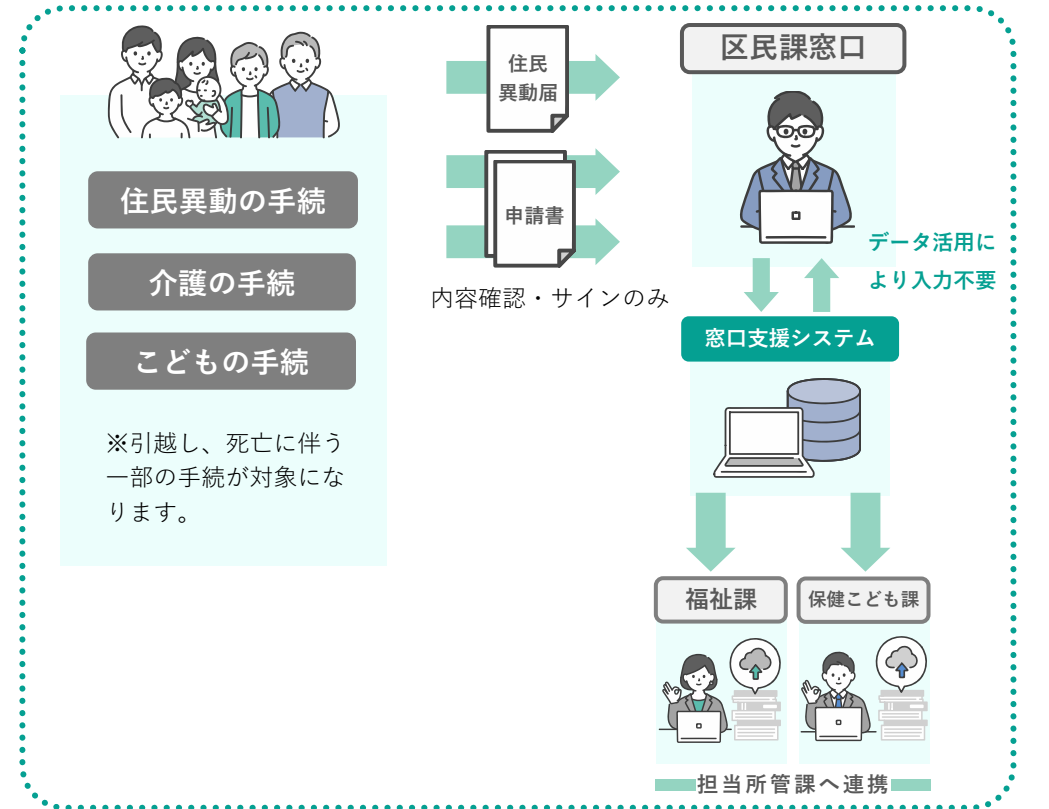 住民異動の手続
介護の手続
こどもの手続
※引越し、死亡に伴う
一部の手続が対象にな
ります。
住民
異動届
申請書
内容確認・サインのみ
区民課窓口
データ活用に
より入力不要
窓口支援システム
福祉課
保健こども課
担当所管課へ連携